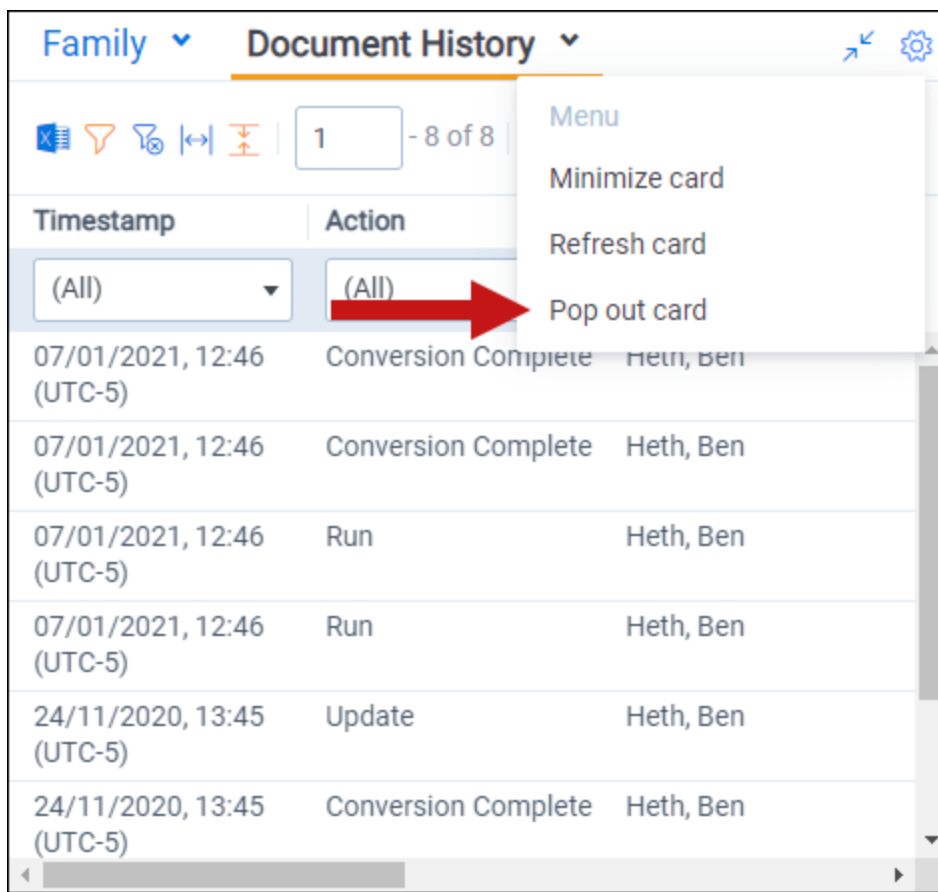 Family Document History
Menu
1 - 8 of 8
Minimize card
Timestamp Action
Refresh card
(All) (All)
Pop out card
07/01/2021, 12:46 Conversion Complete Heth, Ben
(UTC-5)
07/01/2021, 12:46 Conversion Complete Heth, Ben
(UTC-5)
07/01/2021, 12:46 Run Heth, Ben
(UTC-5)
07/01/2021, 12:46 Run Heth, Ben
(UTC-5)
24/11/2020, 13:45 Update Heth, Ben
(UTC-5)
24/11/2020, 13:45 Conversion Complete Heth, Ben
(UTC-5)